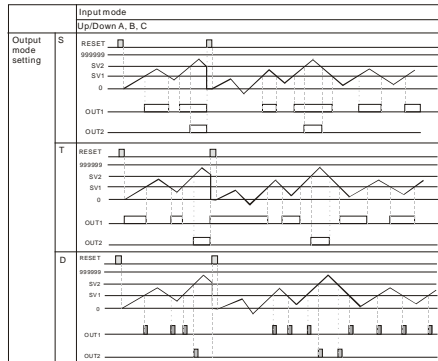 Input mode
Up/Down A, B, C
Output mode setting
S
RESET
999999
SV2
SV1
0
OUT1
OUT2
T
RESET
999999
SV2
SV1
0
OUT1
OUT2
D
RESET
999999
SV2
SV1
0
OUT1
OUT2